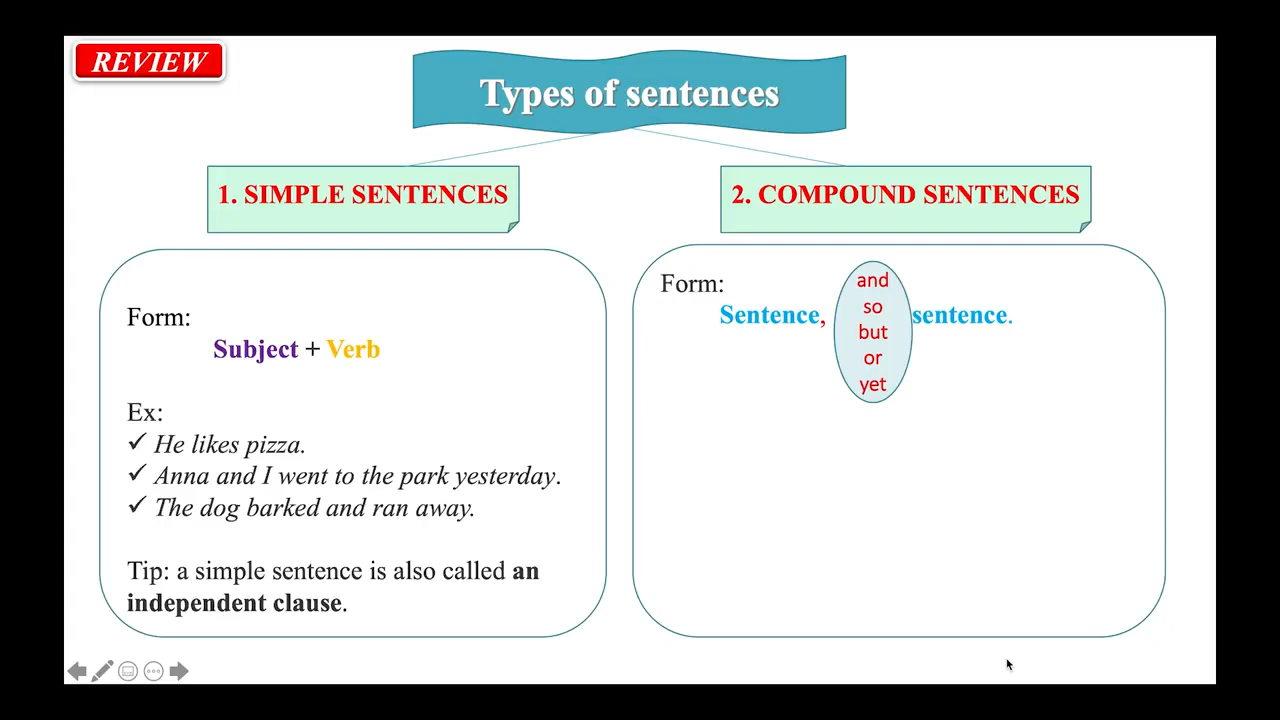 REVIEW
Types of sentences
1. SIMPLE SENTENCES
Form:
Subject + Verb
Ex:
✓ He likes pizza.
✓ Anna and I went to the park yesterday.
✓ The dog barked and ran away.
Tip: a simple sentence is also called an
independent clause.
2. COMPOUND SENTENCES
Form:
Sentence, sentence.
and
so
but
or
yet